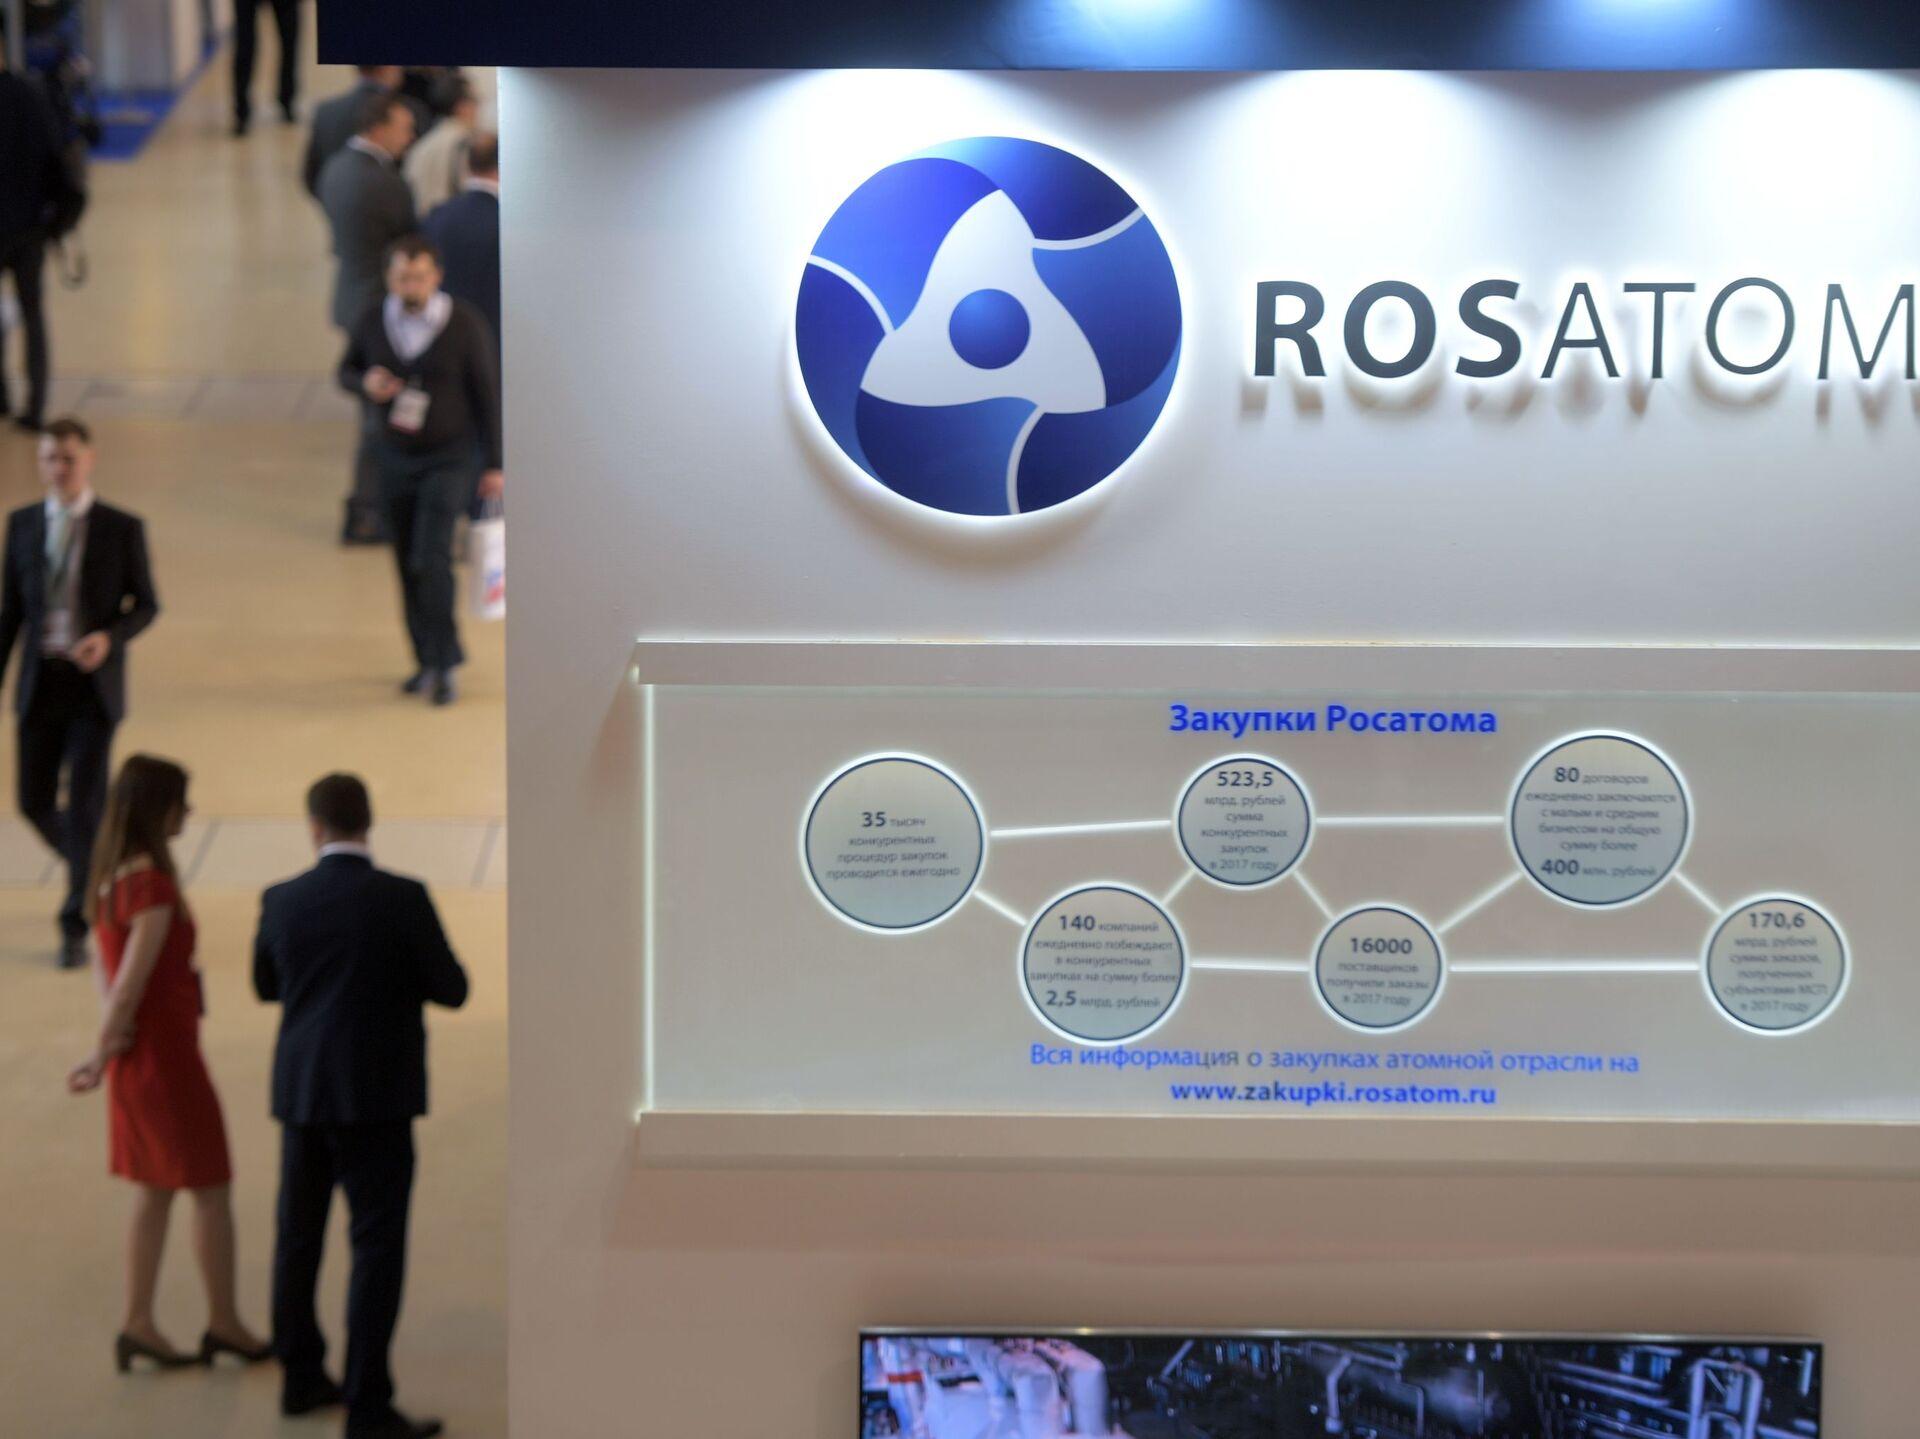 ROSATOM
Закупки Росатома
35 тысяч
конкурентных
процедур закупок
проводится ежегодно
523,5
млрд. рублей
сумма
конкурентных
закупок
в 2017 году
80 договоров
ежедневно заключаются
с малым и средним
бизнесом на общую
сумму более
400 млн. рублей
140 компаний
ежедневно побеждают
в конкурентных
закупках на сумму более
2,5 млрд. рублей
16000
поставщиков
получили заказы
в 2017 году
170,6
млрд. рублей
сумма заказов,
полученных
субъектами МСП
в 2017 году
Вся информация о закупках атомной отрасли на
www.zakupki.rosatom.ru